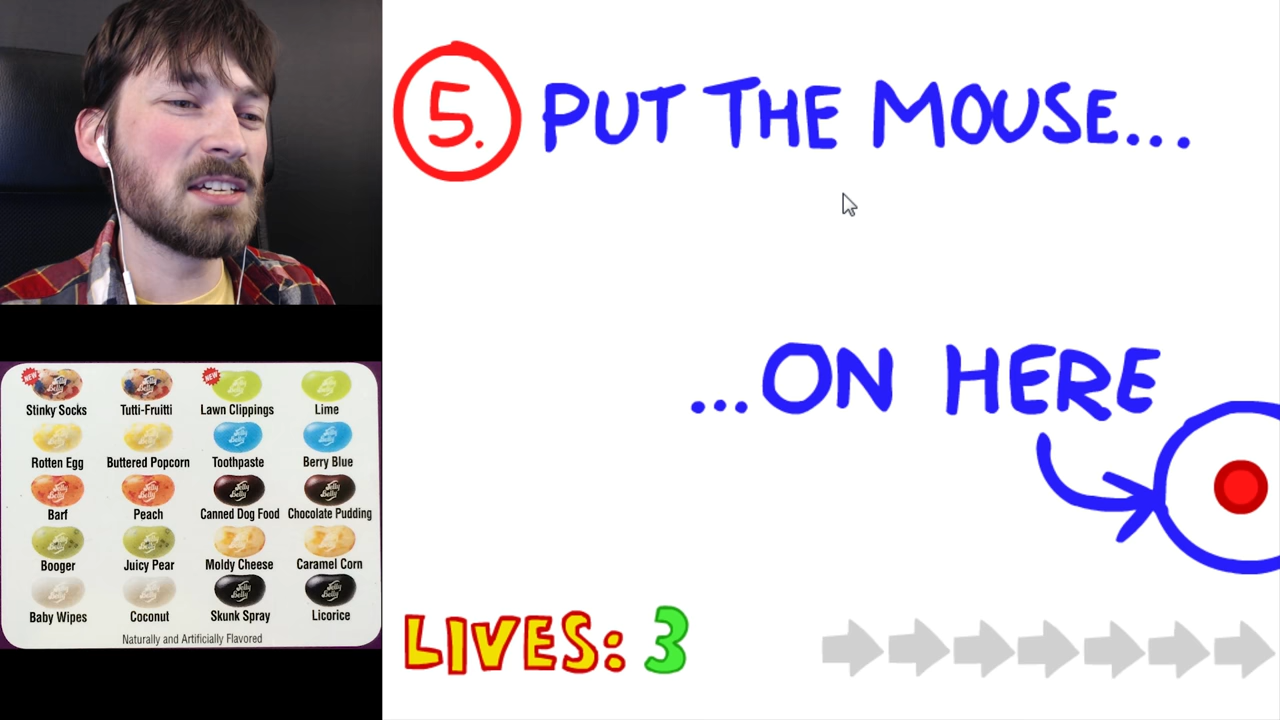 5. PUT THE MOUSE...
...ON HERE
LIVES: 3
NEW NEW
Stinky Socks Tutti-Fruitti Lawn Clippings Lime
Rotten Egg Buttered Popcorn Toothpaste Berry Blue
Barf Peach Canned Dog Food Chocolate Pudding
Booger Juicy Pear Moldy Cheese Caramel Corn
Baby Wipes Coconut Skunk Spray Licorice
Naturally and Artificially Flavored